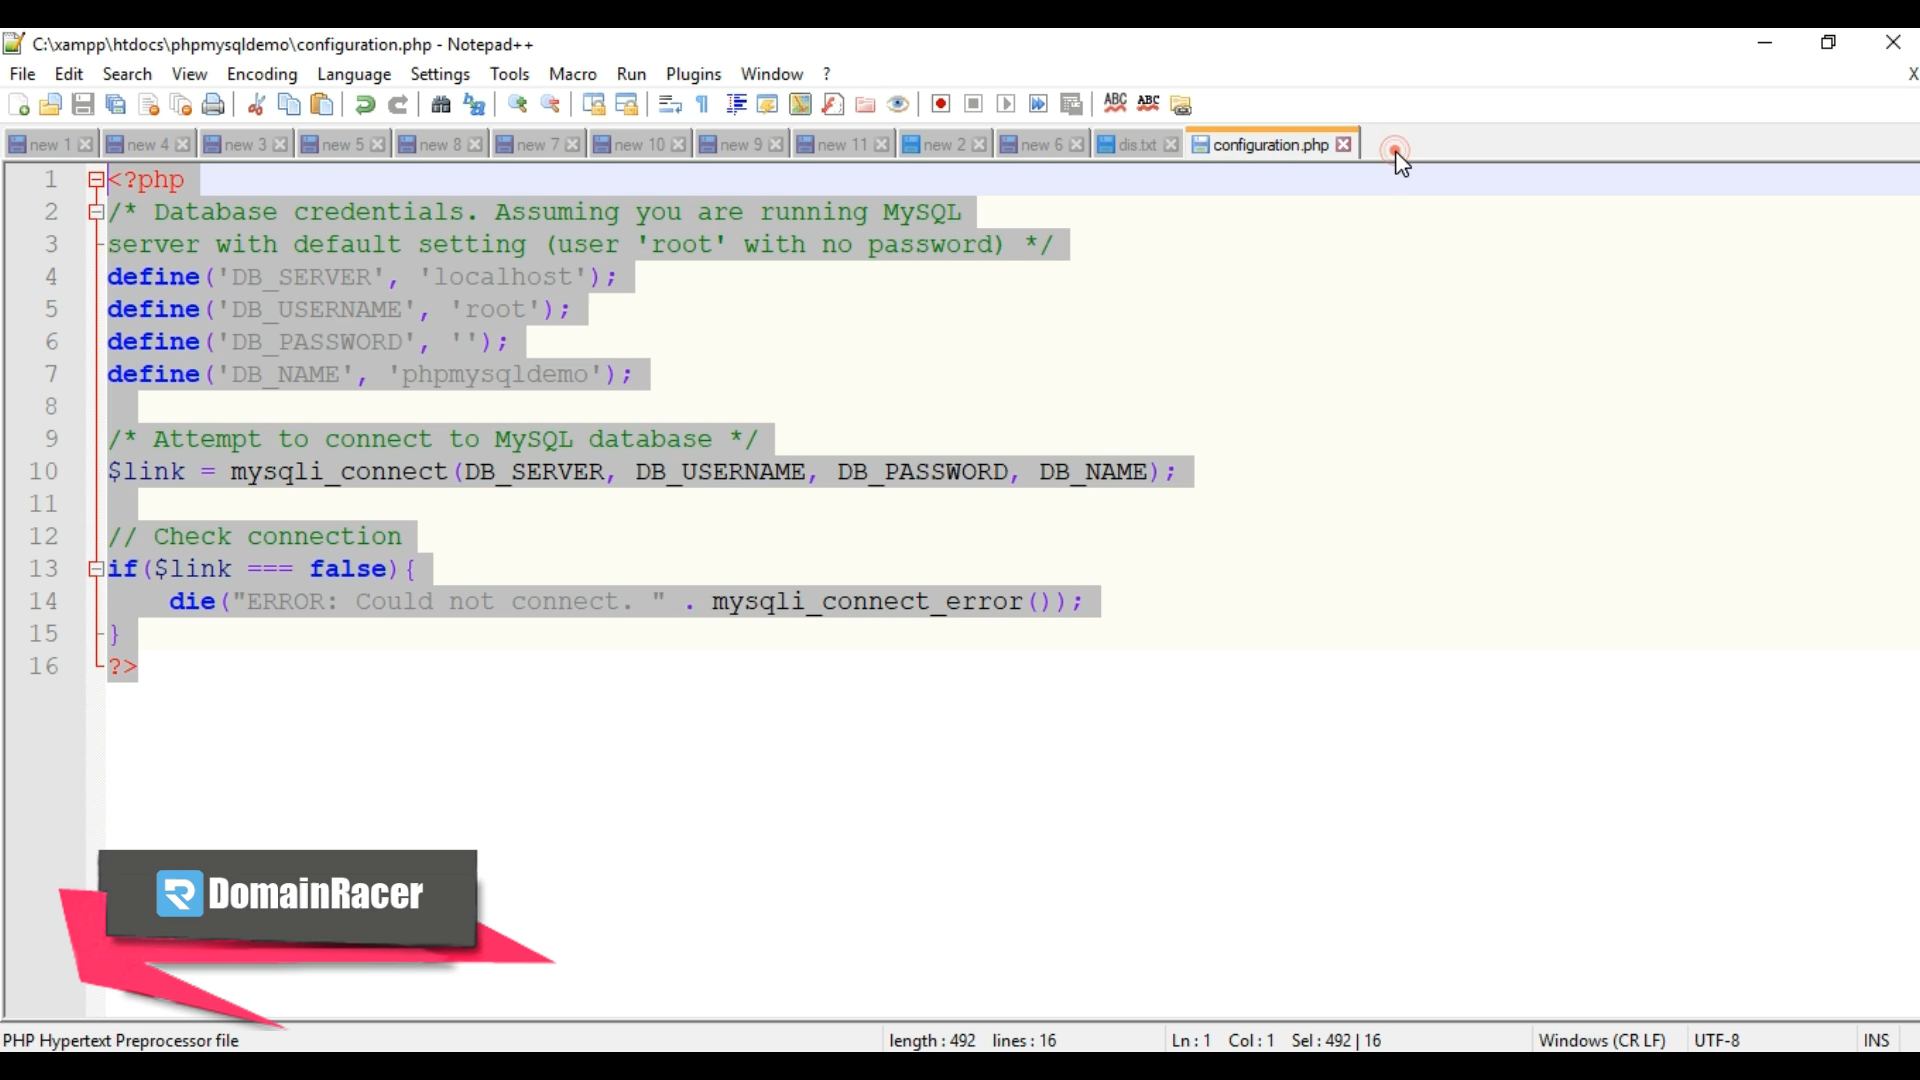 C:\xampp\htdocs\phpmysqldemo\configuration.php - Notepad++
File Edit Search View Encoding Language Settings Tools Macro Run Plugins Window ? X
ABC ABC
new 1 new 4 new 3 new 5 new 8 new 7 new 10 new 9 new 11 new 2 new 6 dis.txt configuration.php
1 <?php
2 /* Database credentials. Assuming you are running MySQL
3 server with default setting (user 'root' with no password) */
4 define('DB_SERVER', 'localhost');
5 define('DB_USERNAME', 'root');
6 define('DB_PASSWORD', '');
7 define('DB_NAME', 'phpmysqldemo');
8
9 /* Attempt to connect to MySQL database */
10 $link = mysqli_connect(DB_SERVER, DB_USERNAME, DB_PASSWORD, DB_NAME);
11
12 // Check connection
13 if($link === false){
14 die("ERROR: Could not connect. " . mysqli_connect_error());
15 }
16 ?>
DomainRacer
PHP Hypertext Preprocessor file length : 492 lines : 16 Ln : 1 Col : 1 Sel : 492 | 16 Windows (CR LF) UTF-8 INS